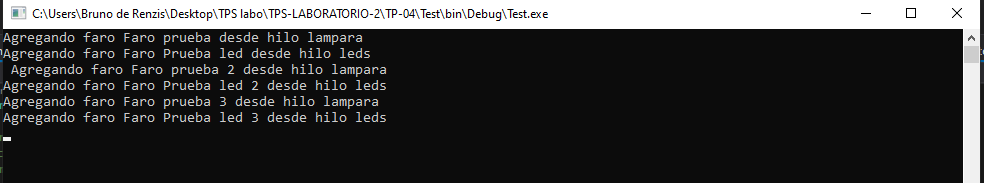 C:\Users\Bruno de Renzis\Desktop\TPS labo\TPS-LABORATORIO-2\TP-04\Test\bin\Debug\Test.exe
Agregando faro Faro prueba desde hilo lampara
Agregando faro Faro Prueba led desde hilo leds
 Agregando faro Faro prueba 2 desde hilo lampara
Agregando faro Faro Prueba led 2 desde hilo leds
Agregando faro Faro prueba 3 desde hilo lampara
Agregando faro Faro Prueba led 3 desde hilo leds